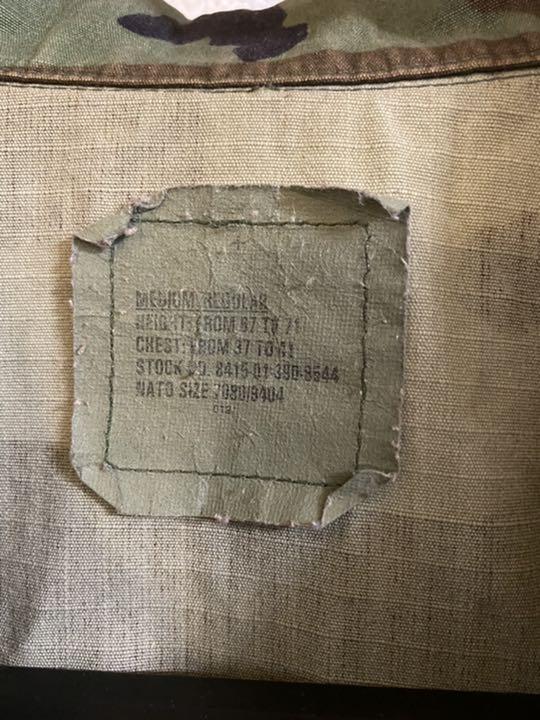 MEDIUM REGULAR
HEIGHT: FROM 67 TO 71
CHEST: FROM 37 TO 41
STOCK NO. 8415-01-390-8544
NATO SIZE 7080/9404